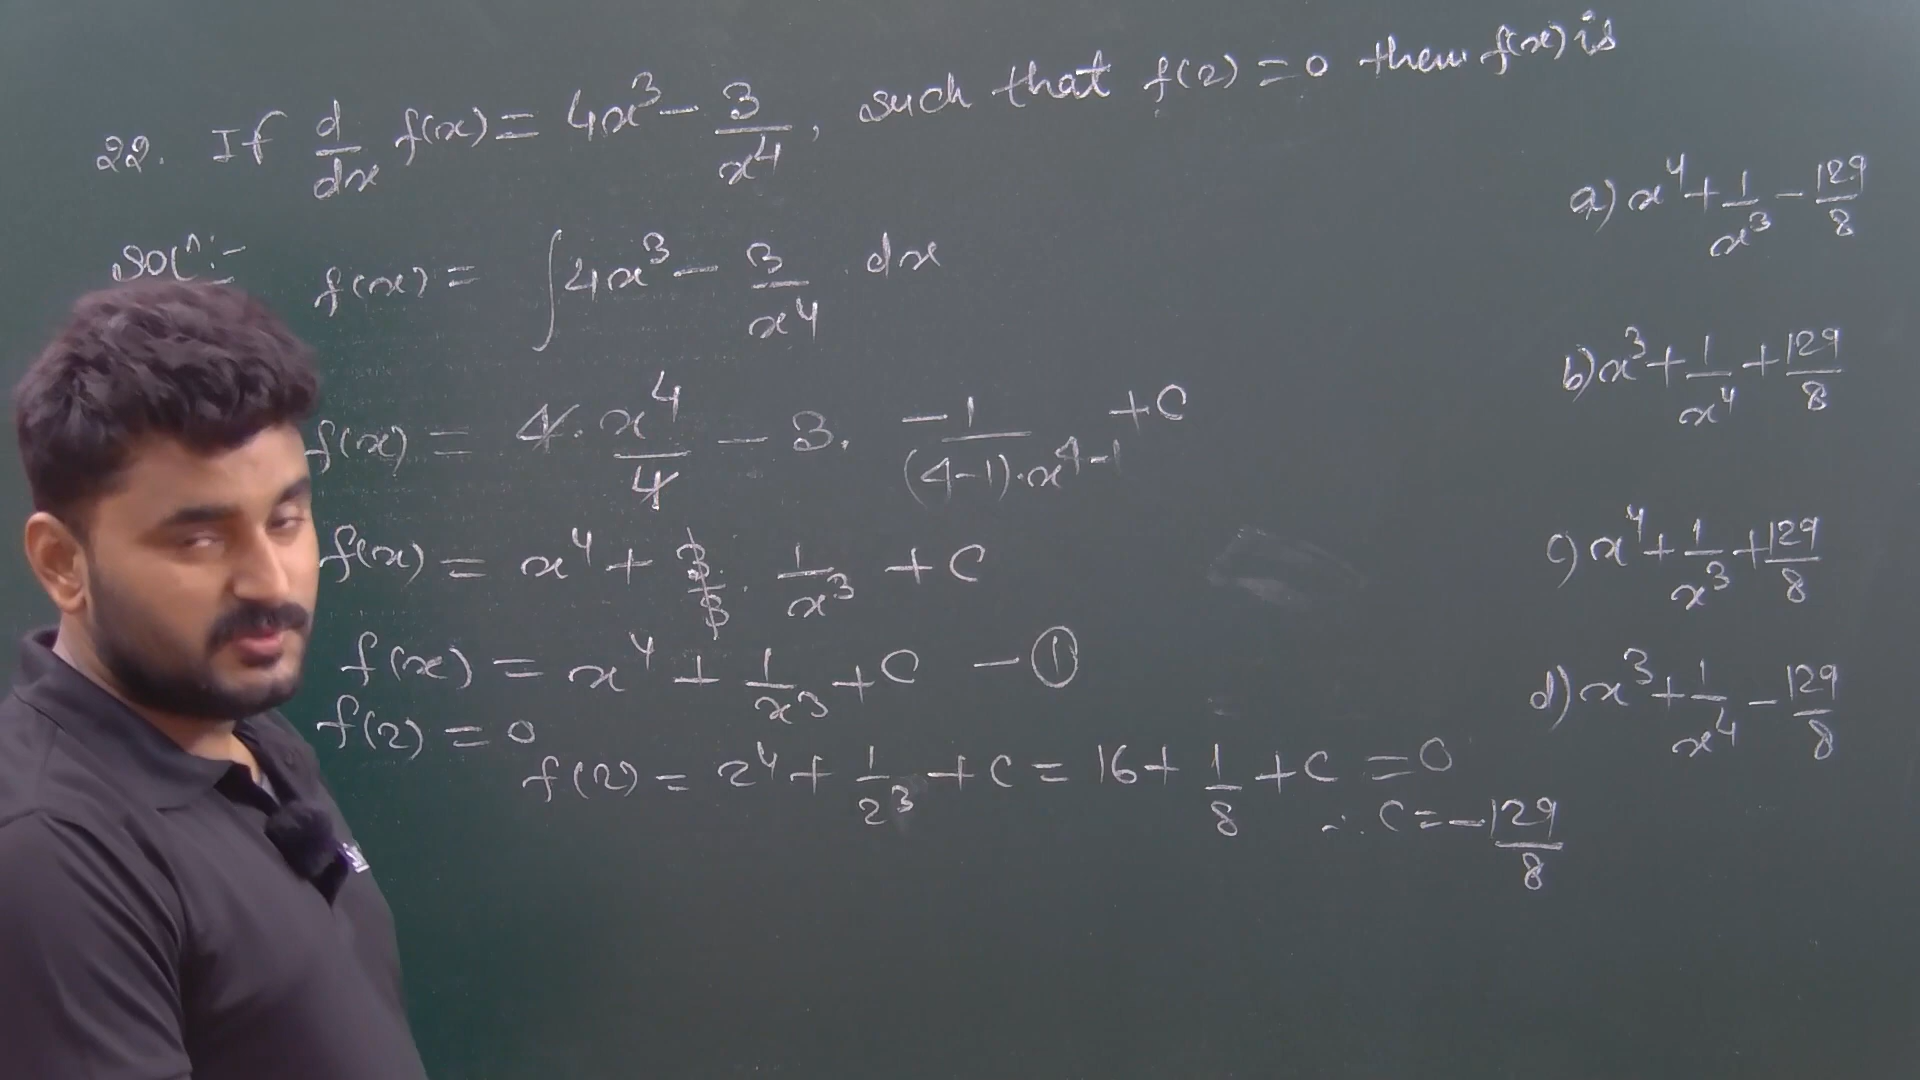 22. If d/dx f(x) = 4x³ - 3/x⁴, such that f(2) = 0 then f(x) is
Solⁿ:-
f(x) = ∫4x³ - 3/x⁴ . dx
f(x) = 4. x⁴/4 - 3. -1/((4-1).x⁴⁻¹) + C
f(x) = x⁴ + 3/3 . 1/x³ + C
f(x) = x⁴ + 1/x³ + C - ①
f(2) = 0
f(2) = 2⁴ + 1/2³ + C = 16 + 1/8 + C = 0
∴ C = -129/8
a) x⁴ + 1/x³ - 129/8
b) x³ + 1/x⁴ + 129/8
c) x⁴ + 1/x³ + 129/8
d) x³ + 1/x⁴ - 129/8